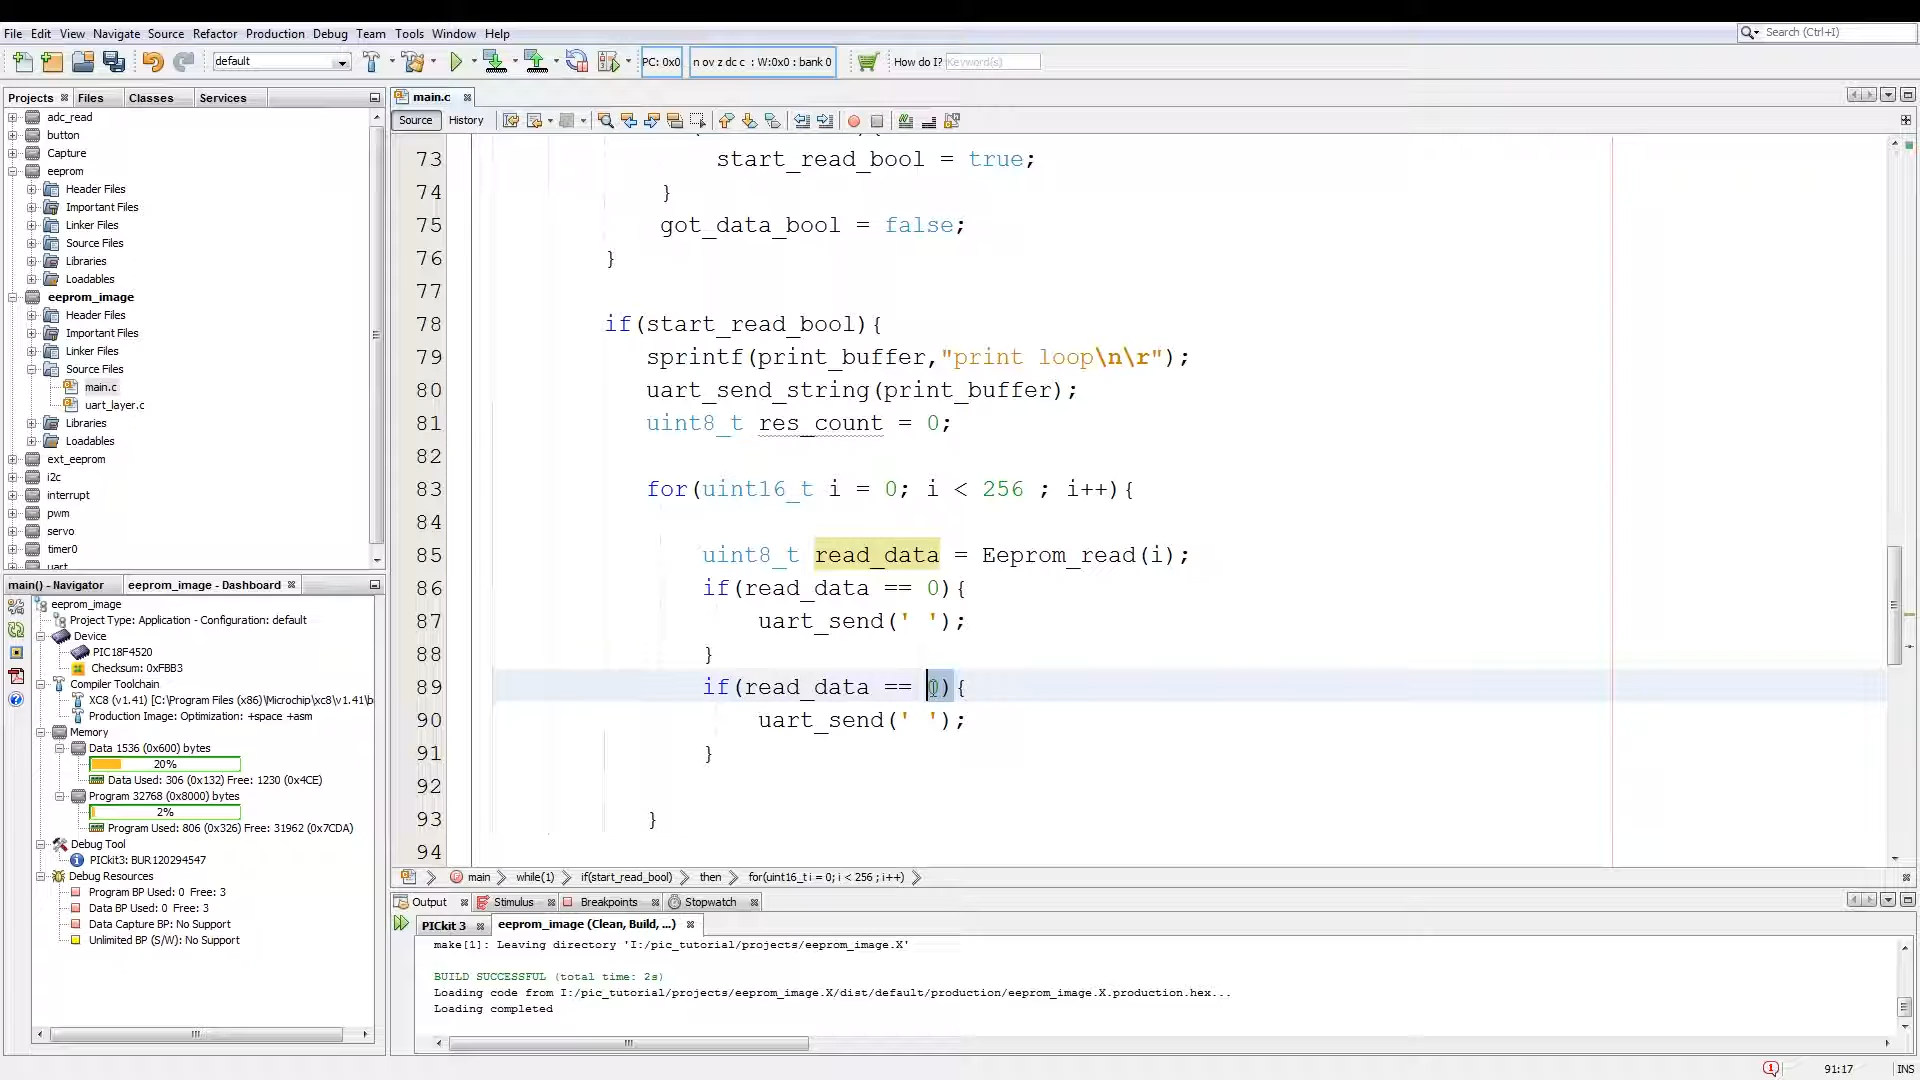 File Edit View Navigate Source Refactor Production Debug Team Tools Window Help
Search (Ctrl+I)
default
PC: 0x0
n ov z dc c : W:0x0 : bank 0
How do I? Keyword(s)
Projects Files Classes Services
adc_read
button
Capture
eeprom
Header Files
Important Files
Linker Files
Source Files
Libraries
Loadables
eeprom_image
Header Files
Important Files
Linker Files
Source Files
main.c
uart_layer.c
Libraries
Loadables
ext_eeprom
i2c
interrupt
pwm
servo
timer0
uart
main() - Navigator eeprom_image - Dashboard
eeprom_image
Project Type: Application - Configuration: default
Device
PIC18F4520
Checksum: 0xFBB3
Compiler Toolchain
XC8 (v1.41) [C:\Program Files (x86)\Microchip\xc8\v1.41\b
Production Image: Optimization: +space +asm
Memory
Data 1536 (0x600) bytes
20%
Data Used: 306 (0x132) Free: 1230 (0x4CE)
Program 32768 (0x8000) bytes
2%
Program Used: 806 (0x326) Free: 31962 (0x7CDA)
Debug Tool
PICkit3: BUR120294547
Debug Resources
Program BP Used: 0 Free: 3
Data BP Used: 0 Free: 3
Data Capture BP: No Support
Unlimited BP (S/W): No Support
main.c
Source History
73 start_read_bool = true;
74 }
75 got_data_bool = false;
76 }
77
78 if(start_read_bool){
79 sprintf(print_buffer,"print loop\n\r");
80 uart_send_string(print_buffer);
81 uint8_t res_count = 0;
82
83 for(uint16_t i = 0; i < 256 ; i++){
84
85 uint8_t read_data = Eeprom_read(i);
86 if(read_data == 0){
87 uart_send(' ');
88 }
89 if(read_data == 0){
90 uart_send(' ');
91 }
92
93 }
94
main while(1) if(start_read_bool) then for(uint16_t i = 0; i < 256 ; i++)
Output Stimulus Breakpoints Stopwatch
PICkit 3 eeprom_image (Clean, Build, ...)
make[1]: Leaving directory 'I:/pic_tutorial/projects/eeprom_image.X'
BUILD SUCCESSFUL (total time: 2s)
Loading code from I:/pic_tutorial/projects/eeprom_image.X/dist/default/production/eeprom_image.X.production.hex...
Loading completed
91:17 INS